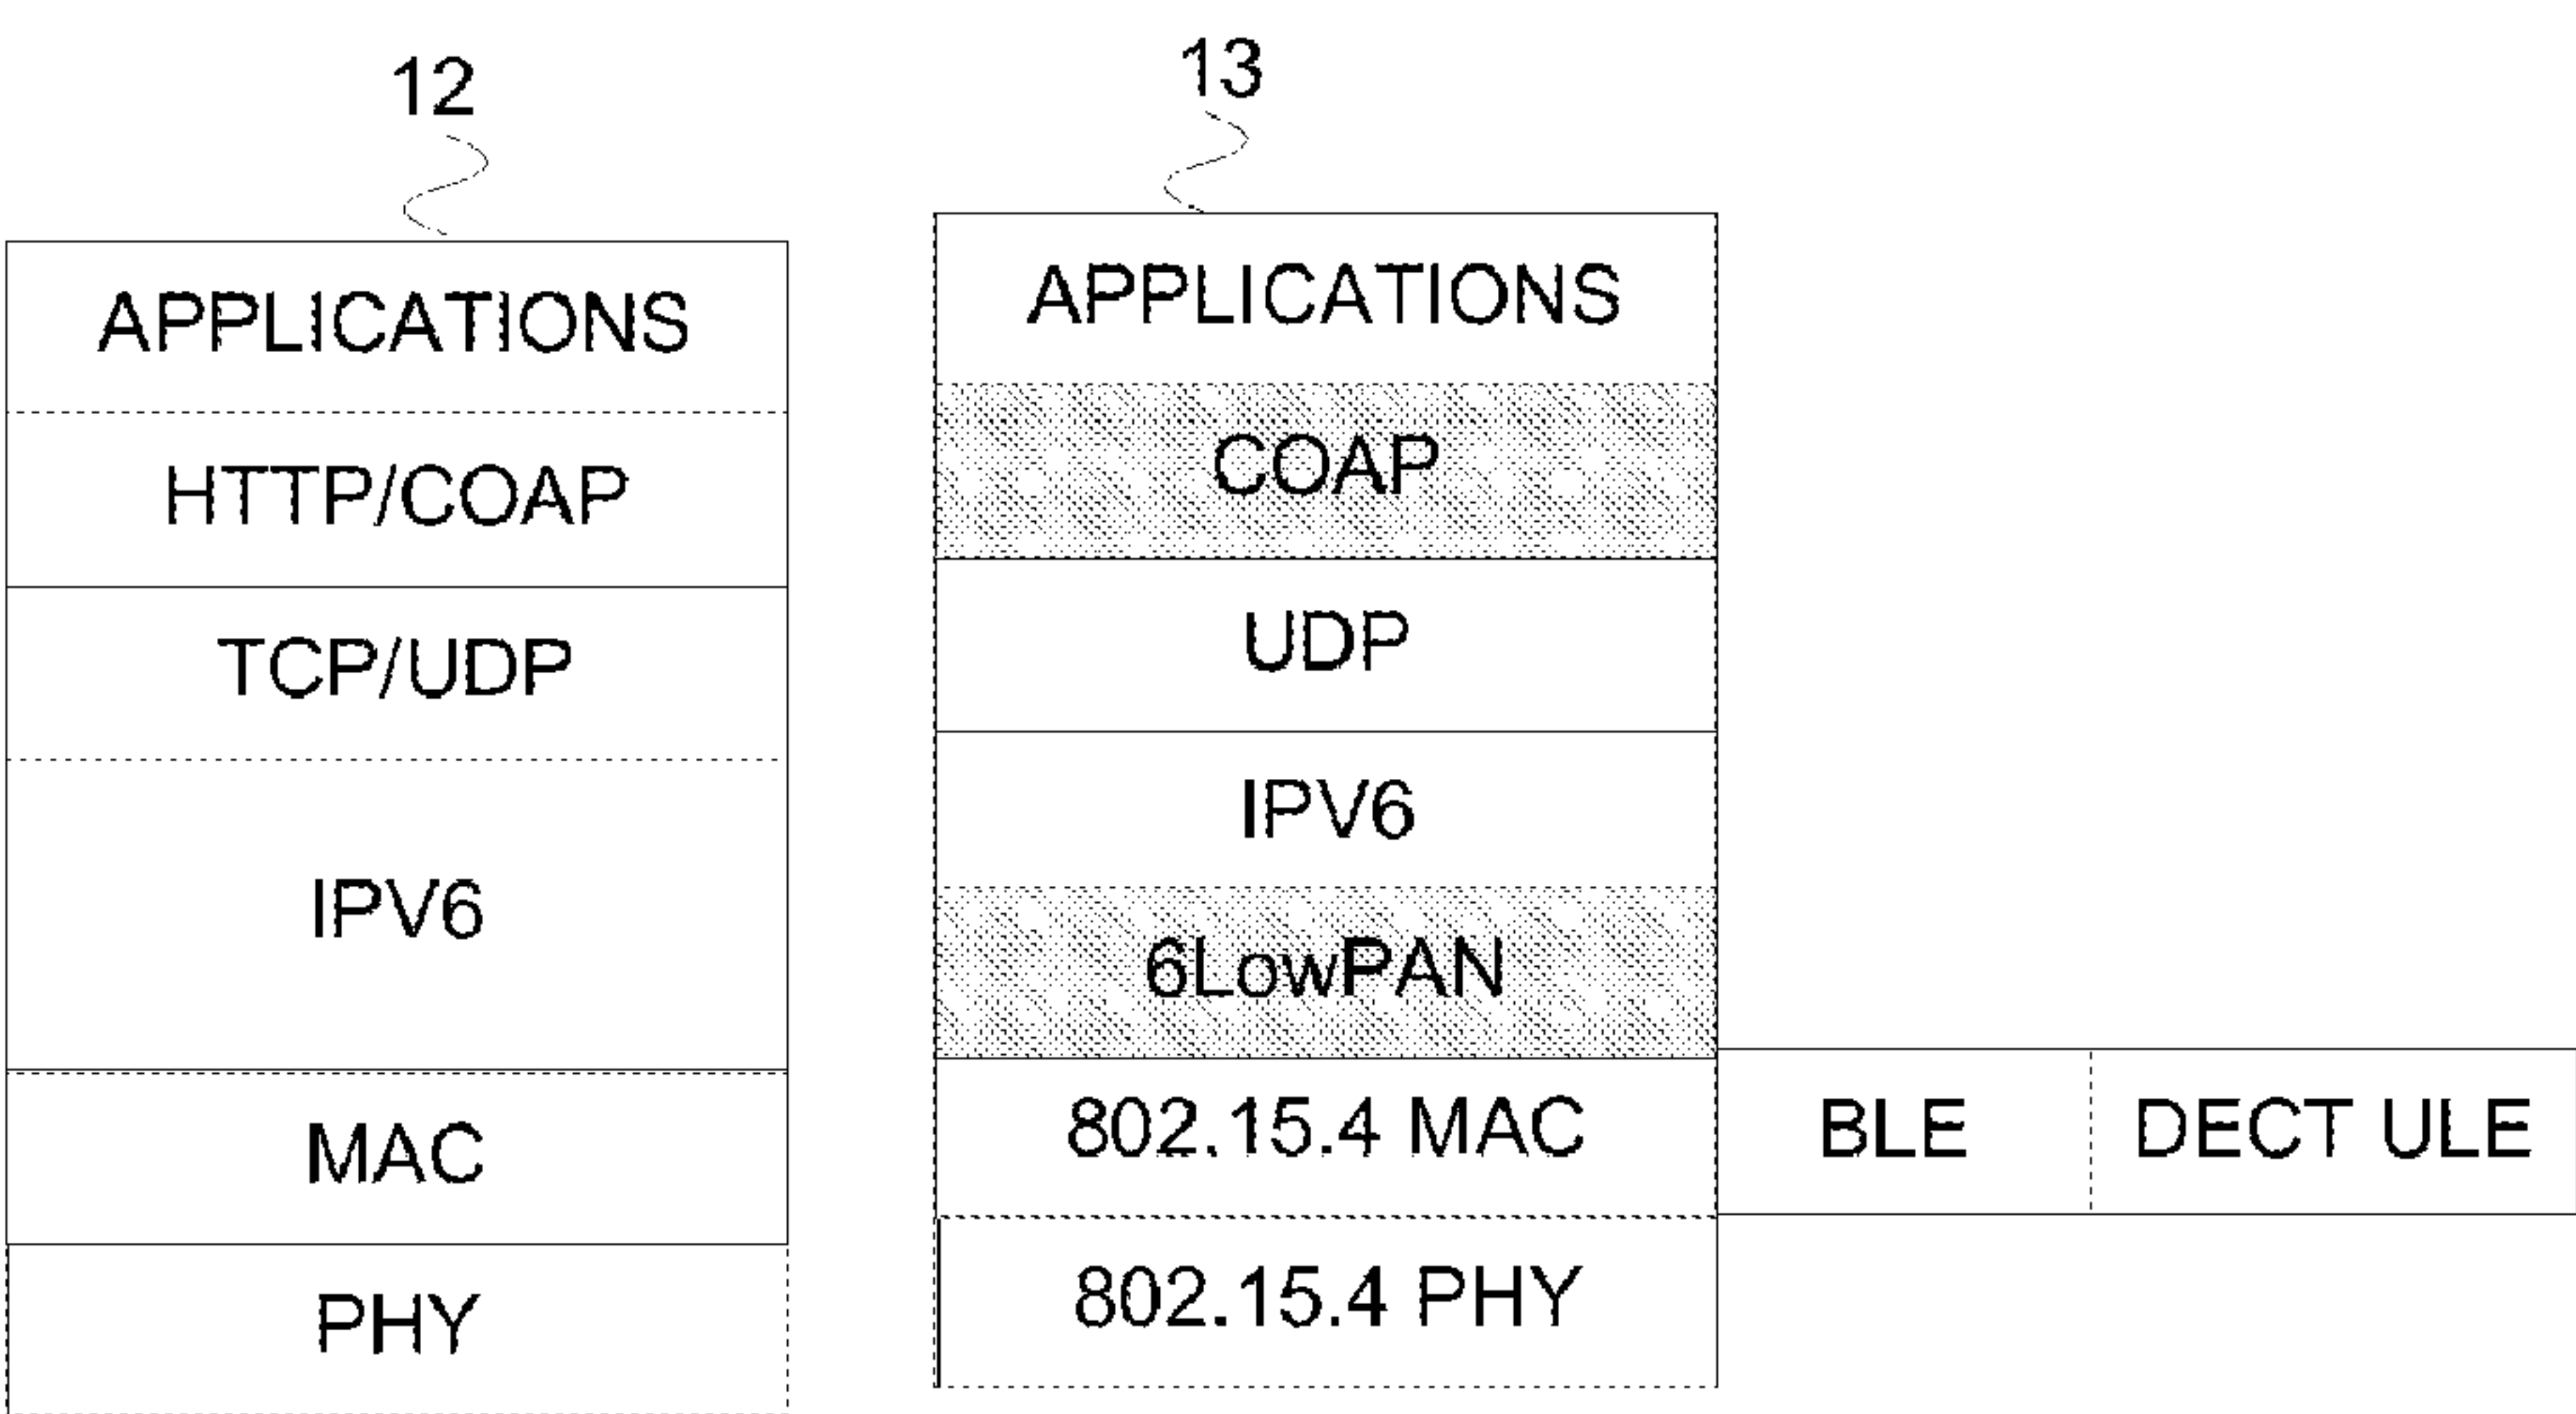 12
APPLICATIONS
HTTP/COAP
TCP/UDP
IPV6
MAC
PHY
13
APPLICATIONS
COAP
UDP
IPV6
6LowPAN
802.15.4 MAC
BLE
DECT ULE
802.15.4 PHY